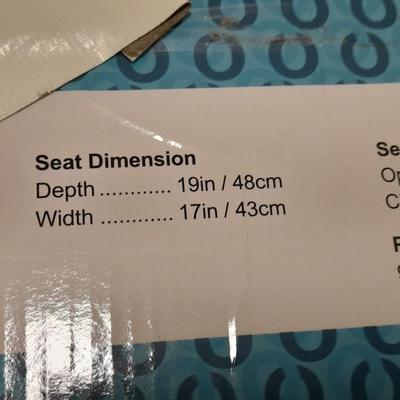 Seat Dimension
Depth ............ 19in / 48cm
Width ............ 17in / 43cm